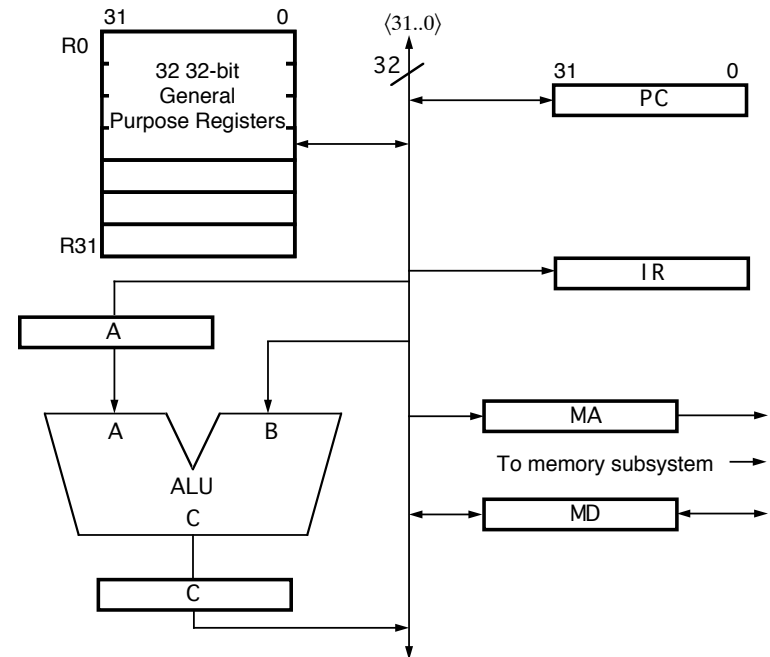 31 0
R0
32 32-bit
General
Purpose Registers
R31
⟨31..0⟩
32
31 0
PC
IR
A
A B
ALU
C
C
MA
To memory subsystem
MD